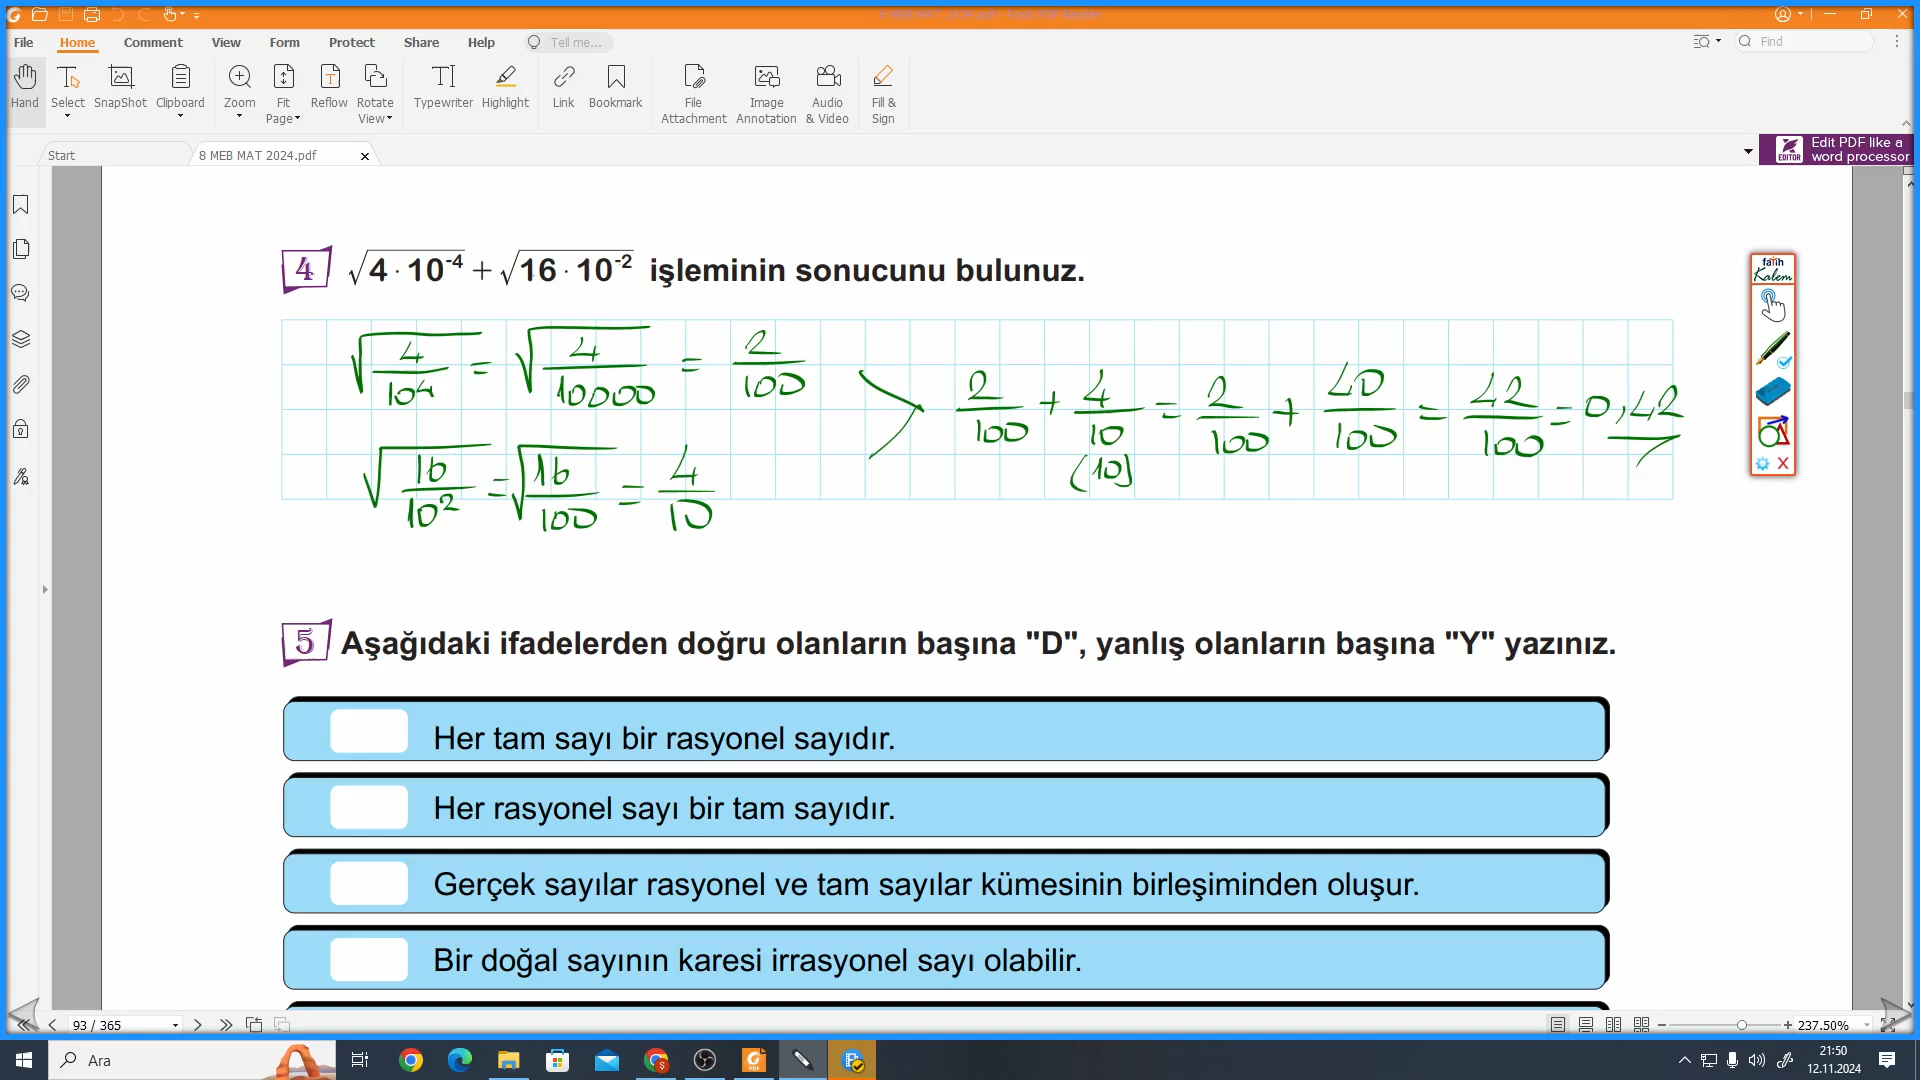 File Home Comment View Form Protect Share Help Tell me... Find
Hand Select SnapShot Clipboard Zoom Fit Page Reflow Rotate View Typewriter Highlight Link Bookmark File Attachment Image Annotation Audio & Video Fill & Sign
Start 8 MEB MAT 2024.pdf
EDITOR Edit PDF like a word processor
4 √(4 · 10⁻⁴) + √(16 · 10⁻²) işleminin sonucunu bulunuz.
fatih Kalem
√(4/10⁴) = √(4/10000) = 2/100
2/100 + 4/10 = 2/100 + 40/100 = 42/100 = 0,42
(10)
√(16/10²) = √(16/100) = 4/10
5 Aşağıdaki ifadelerden doğru olanların başına "D", yanlış olanların başına "Y" yazınız.
Her tam sayı bir rasyonel sayıdır.
Her rasyonel sayı bir tam sayıdır.
Gerçek sayılar rasyonel ve tam sayılar kümesinin birleşiminden oluşur.
Bir doğal sayının karesi irrasyonel sayı olabilir.
93 / 365 237.50%
Ara 21:50
12.11.2024